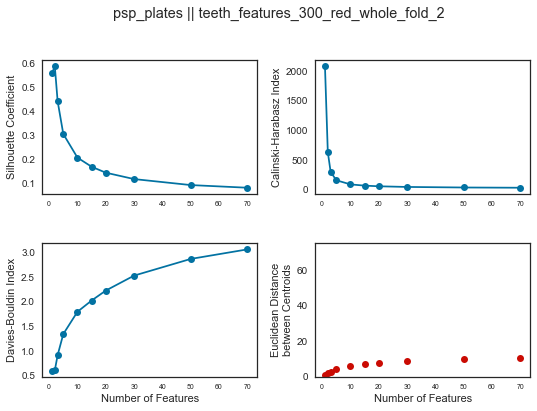 psp_plates || teeth_features_300_red_whole_fold_2
Silhouette Coefficient
0.6
0.5
0.4
0.3
0.2
0.1
0 10 20 30 40 50 60 70
Calinski-Harabasz Index
2000
1500
1000
500
0
0 10 20 30 40 50 60 70
Davies-Bouldin Index
3.0
2.5
2.0
1.5
1.0
0.5
0 10 20 30 40 50 60 70
Number of Features
Euclidean Distance
between Centroids
60
40
20
0
0 10 20 30 40 50 60 70
Number of Features